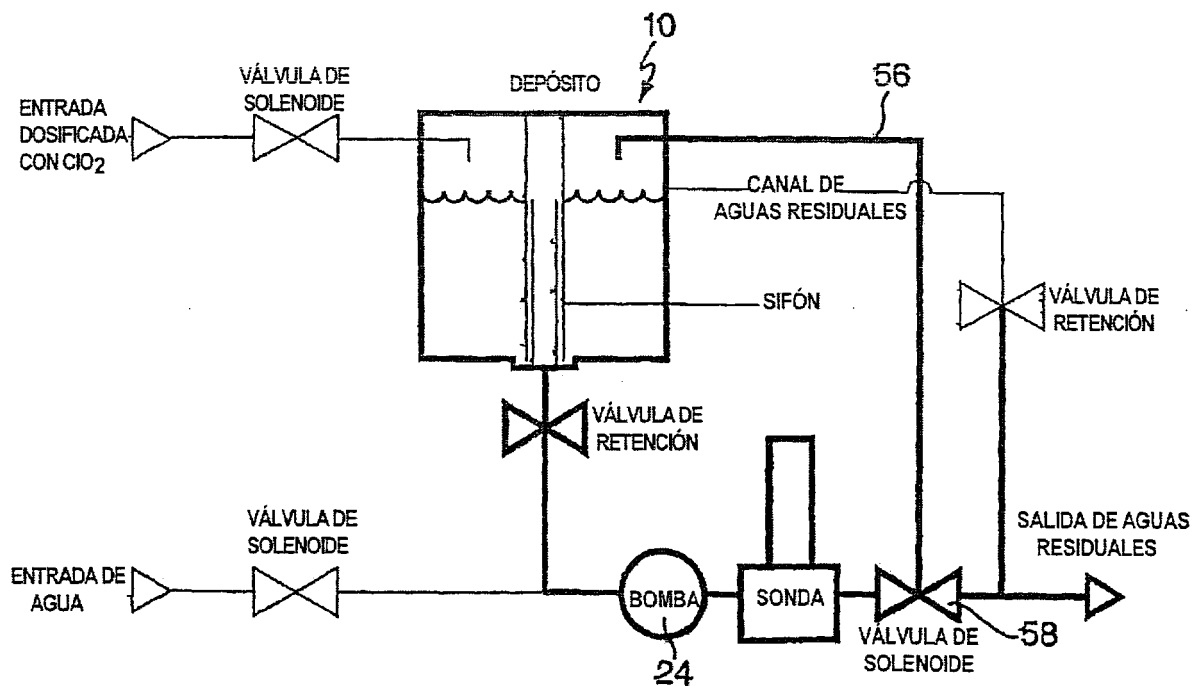 10
VÁLVULA DE
SOLENOIDE
DEPÓSITO
56
ENTRADA
DOSIFICADA
CON ClO2
CANAL DE
AGUAS RESIDUALES
SIFÓN
VÁLVULA DE
RETENCIÓN
VÁLVULA DE
RETENCIÓN
VÁLVULA DE
SOLENOIDE
SALIDA DE AGUAS
RESIDUALES
ENTRADA DE
AGUA
BOMBA
SONDA
58
VÁLVULA DE
SOLENOIDE
24